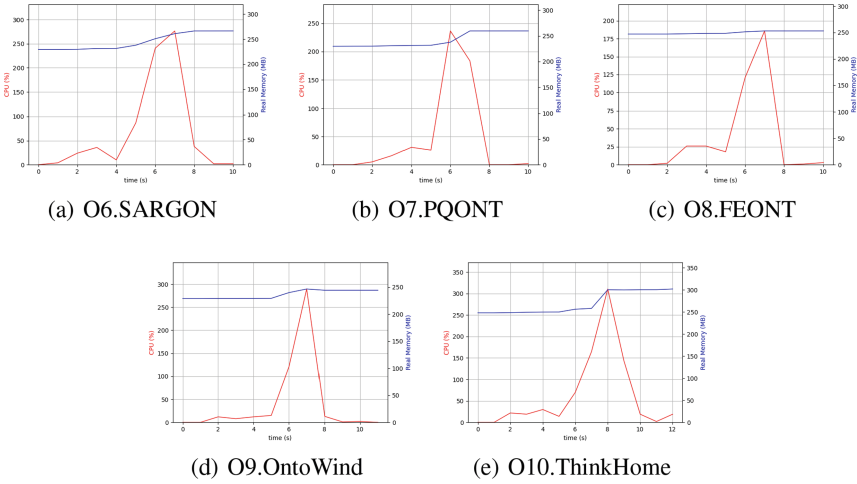 300
250
200
150
100
50
0
CPU (%)
0 2 4 6 8 10
time (s)
300
250
200
150
100
50
0
Real Memory (MB)
(a) O6.SARGON
250
200
150
100
50
0
CPU (%)
0 2 4 6 8 10
time (s)
300
250
200
150
100
50
0
Real Memory (MB)
(b) O7.PQONT
200
175
150
125
100
75
50
25
0
CPU (%)
0 2 4 6 8 10
time (s)
300
250
200
150
100
50
0
Real Memory (MB)
(c) O8.FEONT
300
250
200
150
100
50
0
CPU (%)
0 2 4 6 8 10
time (s)
250
200
150
100
50
0
Real Memory (MB)
(d) O9.OntoWind
350
300
250
200
150
100
50
0
CPU (%)
0 2 4 6 8 10 12
time (s)
350
300
250
200
150
100
50
0
Real Memory (MB)
(e) O10.ThinkHome